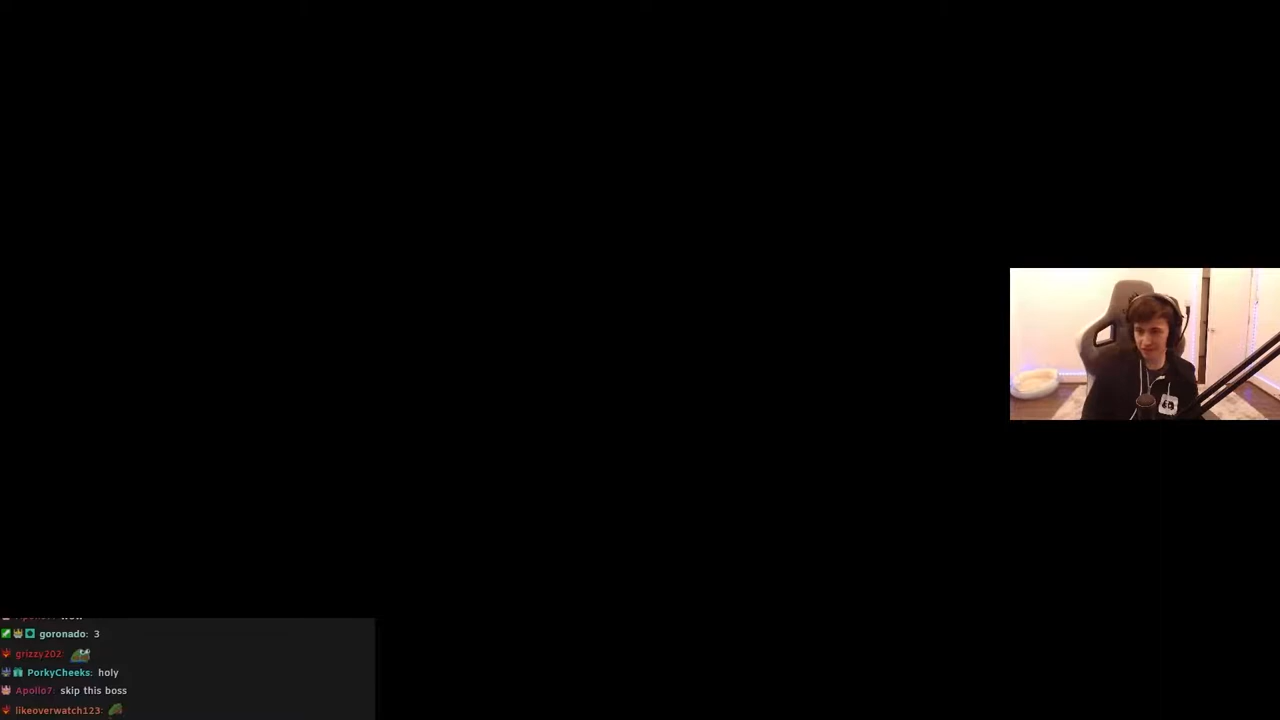 goronado: 3
grizzy202:
PorkyCheeks: holy
Apollo7: skip this boss
likeoverwatch123: